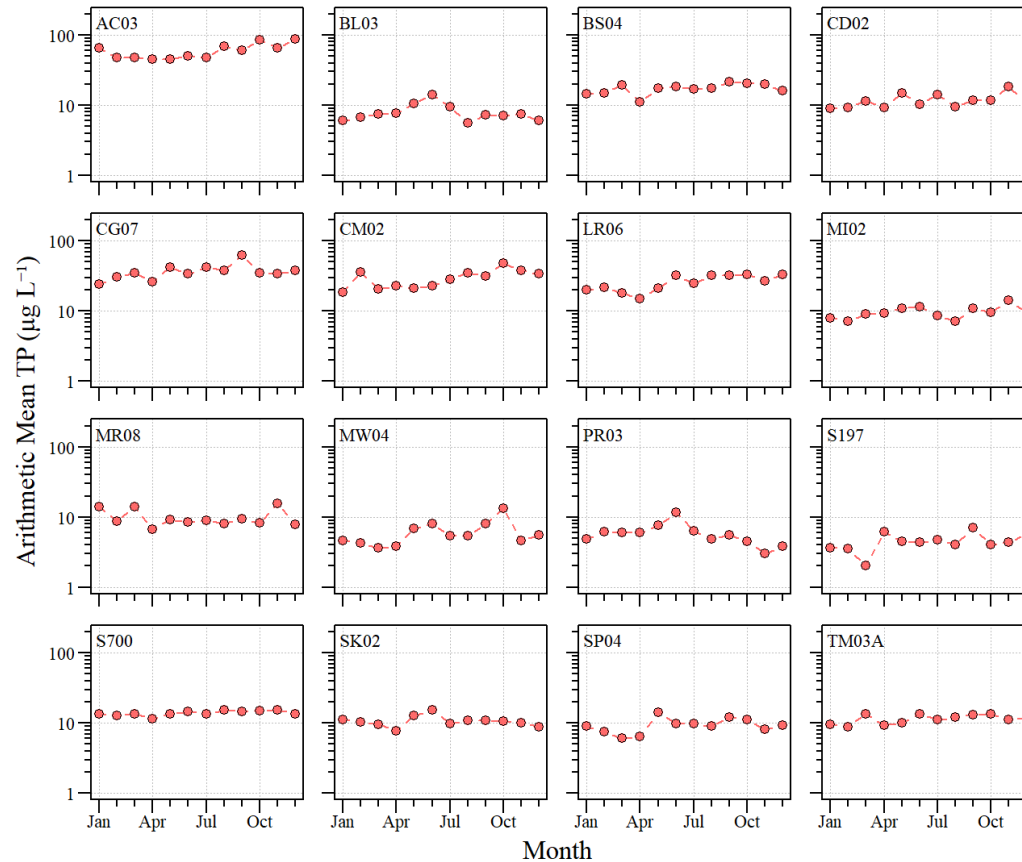 AC03 BL03 BS04 CD02
100
10
1
CG07 CM02 LR06 MI02
100
10
1
MR08 MW04 PR03 S197
100
10
1
S700 SK02 SP04 TM03A
100
10
1
Jan Apr Jul Oct Jan Apr Jul Oct Jan Apr Jul Oct Jan Apr Jul Oct
Arithmetic Mean TP (μg L⁻¹)
Month